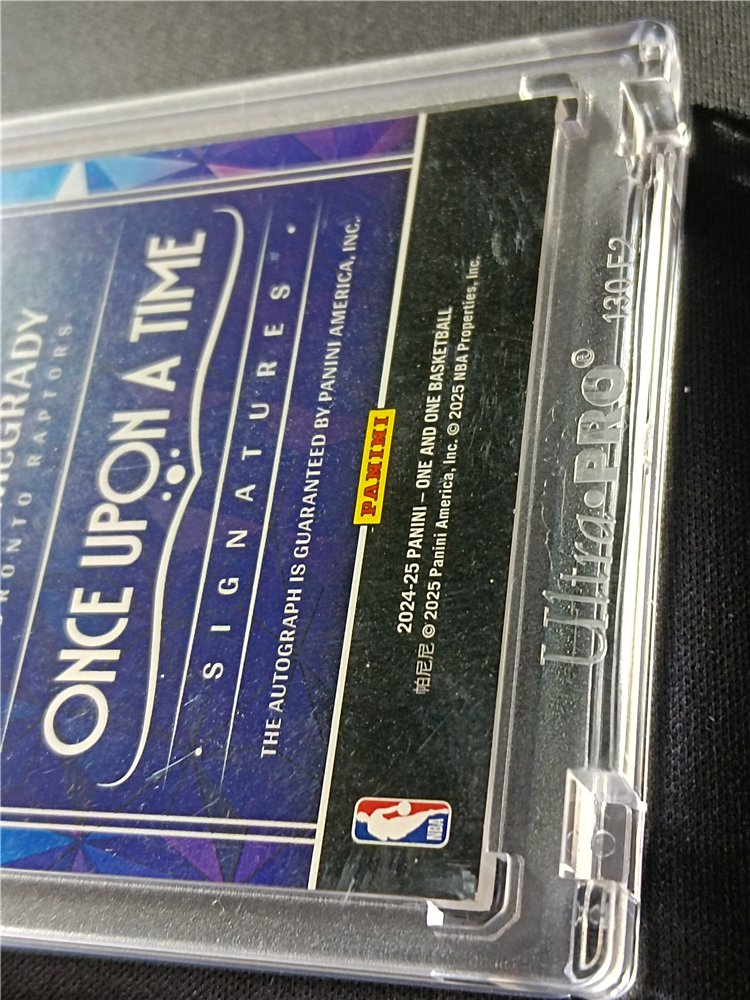 McGRADY
TORONTO RAPTORS
ONCE UPON A TIME
SIGNATURES
THE AUTOGRAPH IS GUARANTEED BY PANINI AMERICA, INC.
PANINI
2024-25 PANINI – ONE AND ONE BASKETBALL
帕尼尼 © 2025 Panini America, Inc. © 2025 NBA Properties, Inc.
NBA
Ultra·PRO® 130 F2